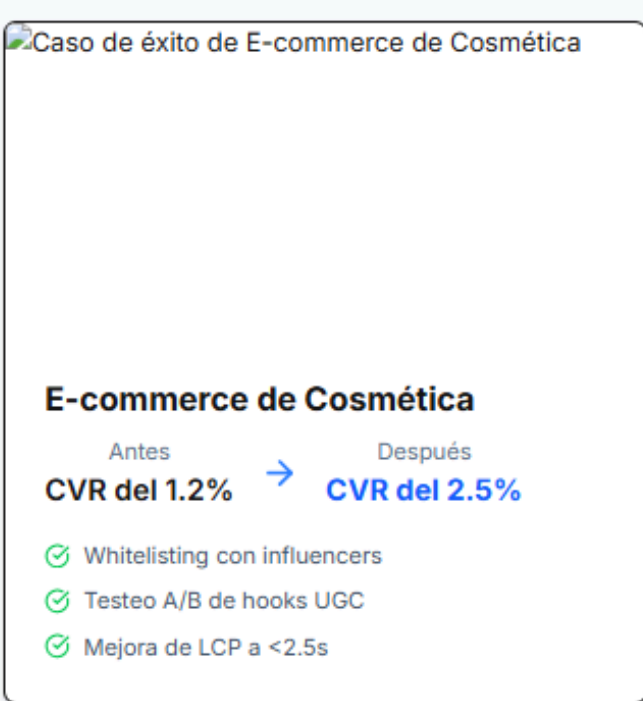 Caso de éxito de E-commerce de Cosmética
E-commerce de Cosmética
Antes
Después
CVR del 1.2%
CVR del 2.5%
Whitelisting con influencers
Testeo A/B de hooks UGC
Mejora de LCP a <2.5s